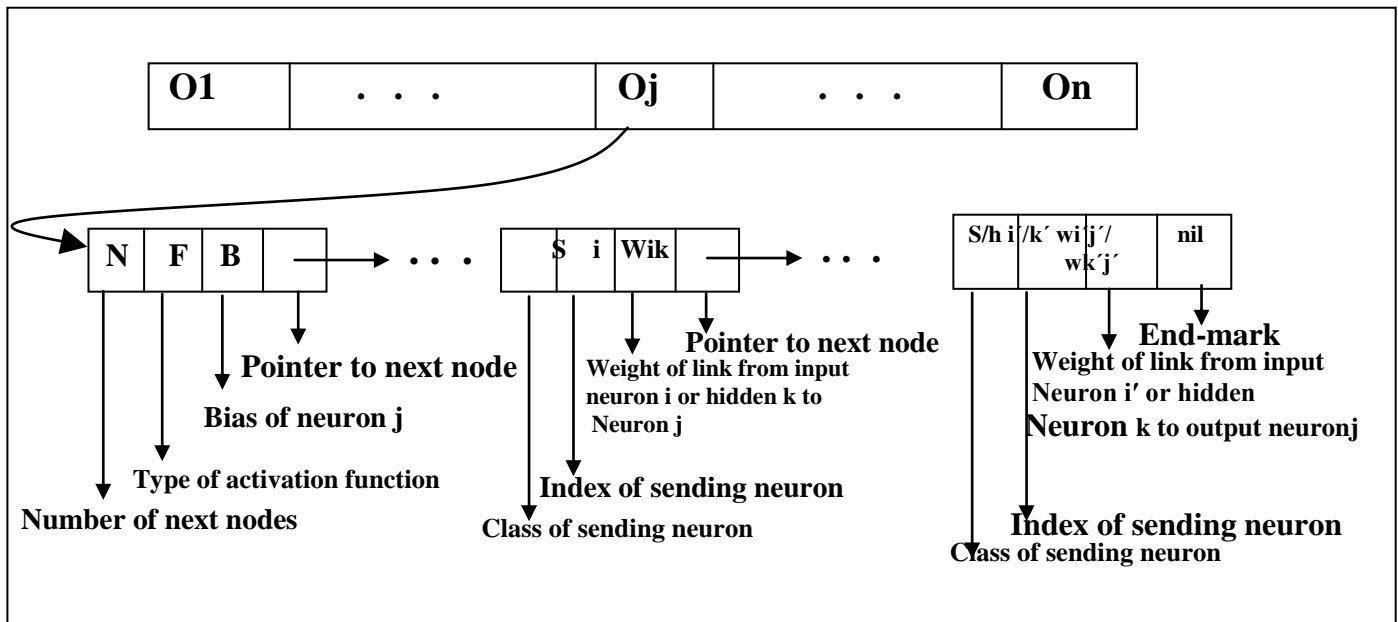 O1 . . . Oj . . . On
N F B . . . S i Wik . . . S/h i´/k´ wi´j´/ nil
wk´j´
End-mark
Pointer to next node
Weight of link from input
Pointer to next node
Weight of link from input
neuron i or hidden k to
Neuron i′ or hidden
Bias of neuron j
Neuron j
Neuron k to output neuronj
Type of activation function
Index of sending neuron
Number of next nodes
Class of sending neuron
Index of sending neuron
Class of sending neuron